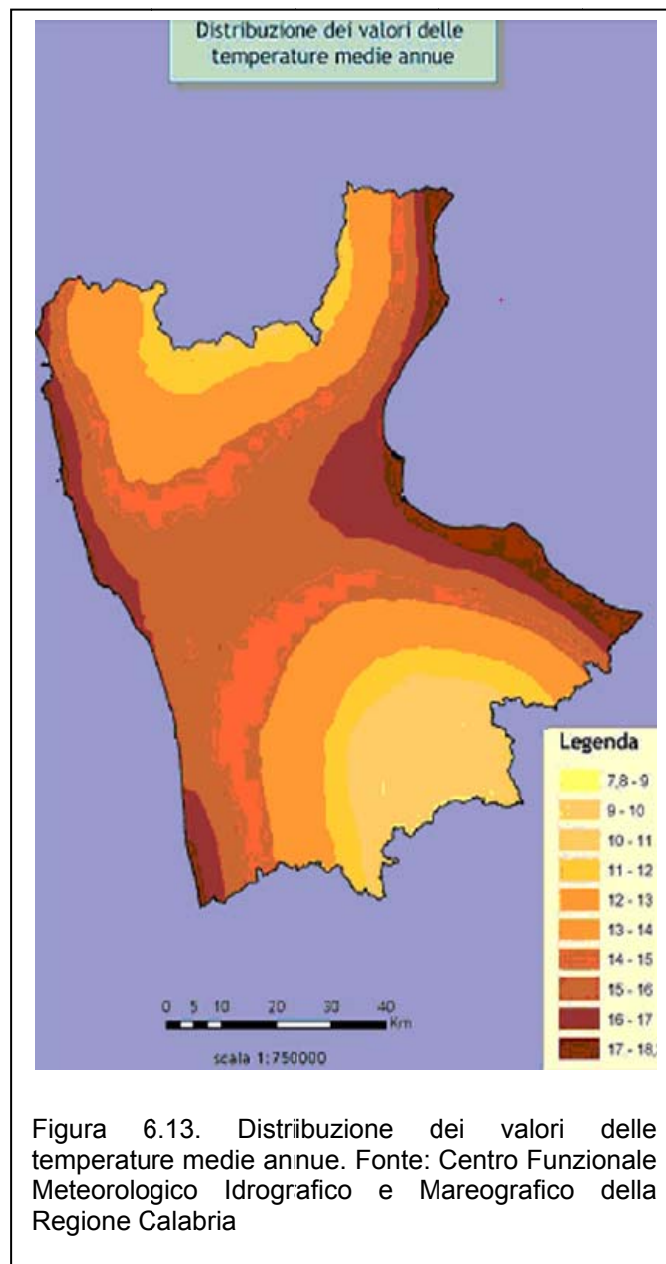 Distribuzione dei valori delle
temperature medie annue
Legenda
7,8 - 9
9 - 10
10 - 11
11 - 12
12 - 13
13 - 14
14 - 15
15 - 16
16 - 17
17 - 18,
0 5 10 20 30 40
Km
scala 1:750000
Figura 6.13. Distribuzione dei valori delle
temperature medie annue. Fonte: Centro Funzionale
Meteorologico Idrografico e Mareografico della
Regione Calabria